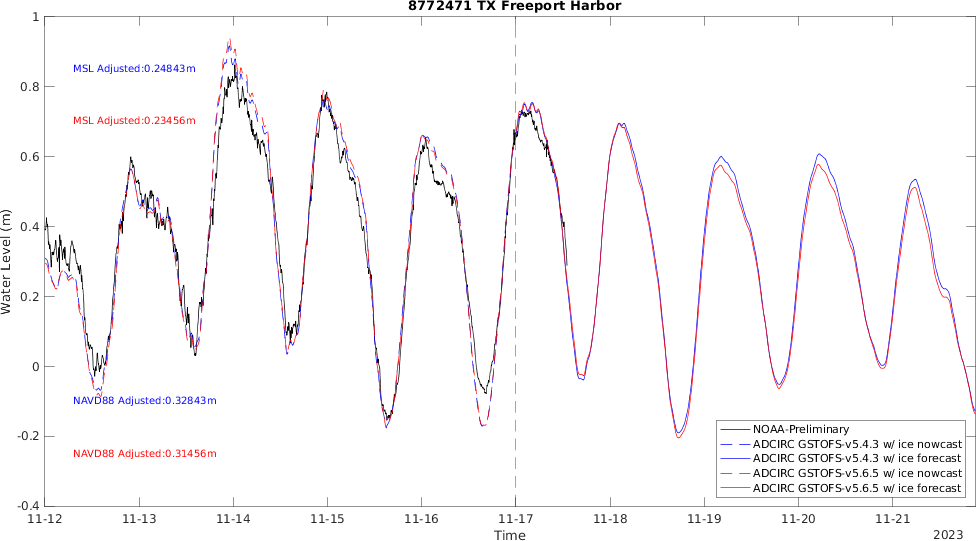 8772471 TX Freeport Harbor
1
0.8
0.6
0.4
0.2
0
-0.2
-0.4
Water Level (m)
MSL Adjusted:0.24843m
MSL Adjusted:0.23456m
NAVD88 Adjusted:0.32843m
NAVD88 Adjusted:0.31456m
NOAA-Preliminary
ADCIRC GSTOFS-v5.4.3 w/ ice nowcast
ADCIRC GSTOFS-v5.4.3 w/ ice forecast
ADCIRC GSTOFS-v5.6.5 w/ ice nowcast
ADCIRC GSTOFS-v5.6.5 w/ ice forecast
11-12 11-13 11-14 11-15 11-16 11-17 11-18 11-19 11-20 11-21
Time
2023